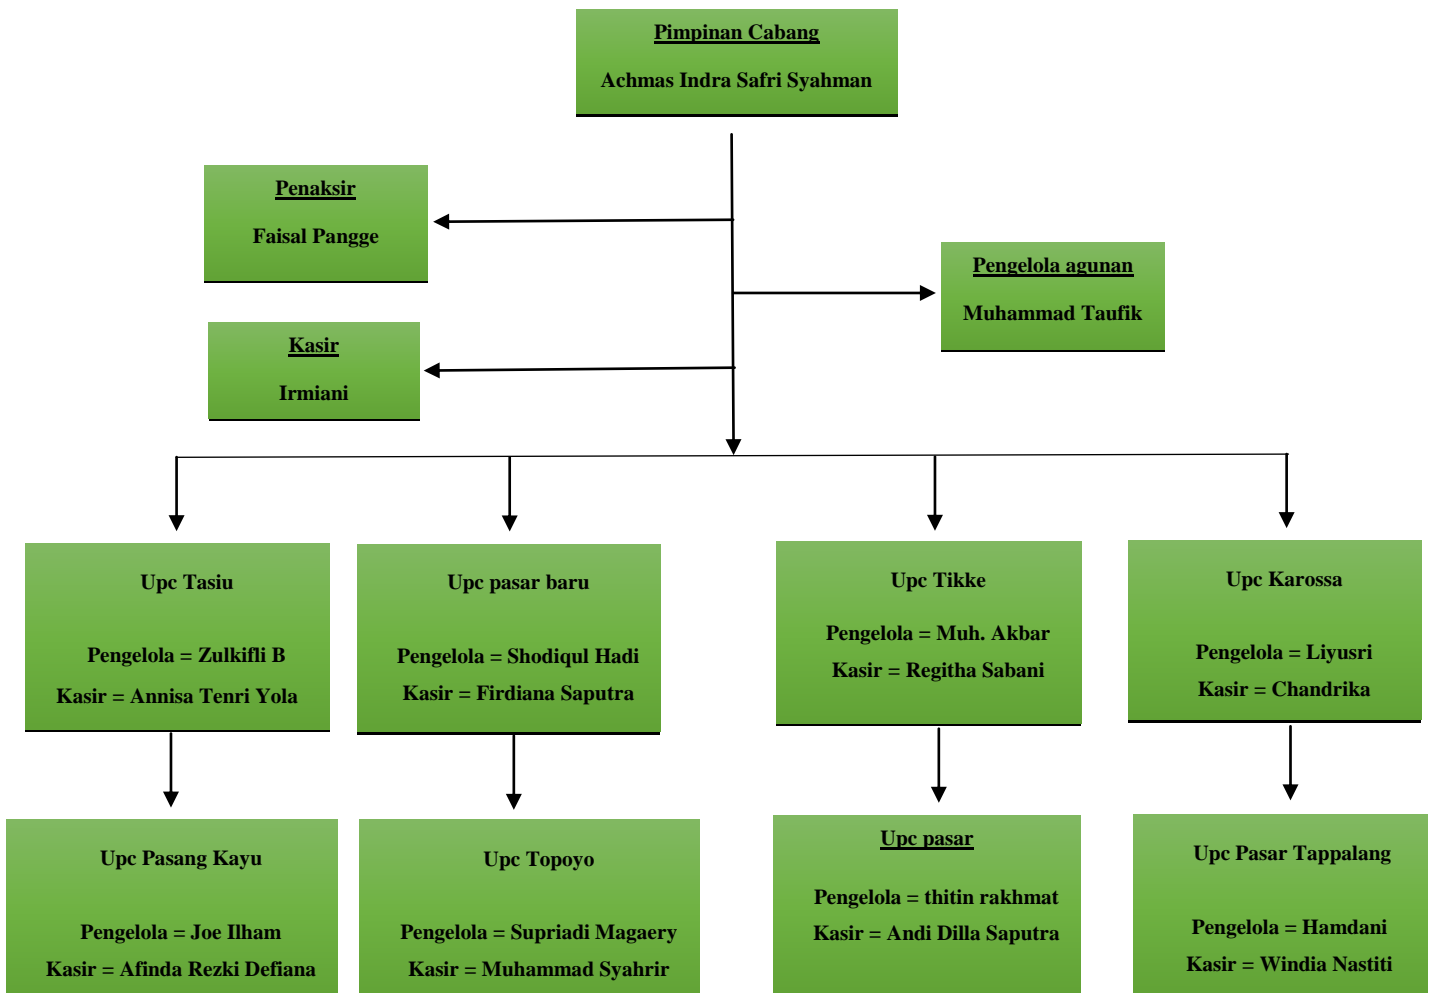 Pimpinan Cabang
Achmas Indra Safri Syahman
Penaksir
Faisal Pangge
Pengelola agunan
Muhammad Taufik
Kasir
Irmiani
Upc Tasiu
Pengelola = Zulkifli B
Kasir = Annisa Tenri Yola
Upc pasar baru
Pengelola = Shodiqul Hadi
Kasir = Firdiana Saputra
Upc Tikke
Pengelola = Muh. Akbar
Kasir = Regitha Sabani
Upc Karossa
Pengelola = Liyusri
Kasir = Chandrika
Upc Pasang Kayu
Pengelola = Joe Ilham
Kasir = Afinda Rezki Defiana
Upc Topoyo
Pengelola = Supriadi Magaery
Kasir = Muhammad Syahrir
Upc pasar
Pengelola = thitin rakhmat
Kasir = Andi Dilla Saputra
Upc Pasar Tappalang
Pengelola = Hamdani
Kasir = Windia Nastiti